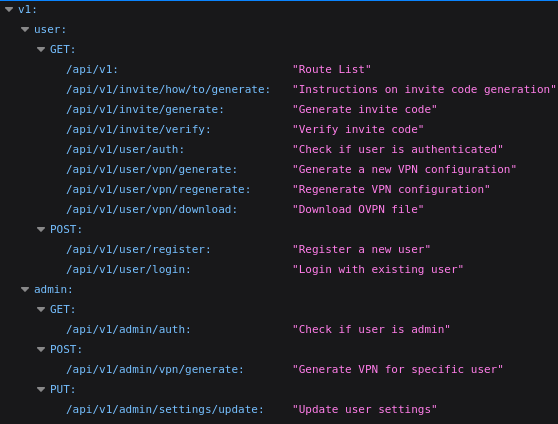 v1:
user:
GET:
/api/v1: "Route List"
/api/v1/invite/how/to/generate: "Instructions on invite code generation"
/api/v1/invite/generate: "Generate invite code"
/api/v1/invite/verify: "Verify invite code"
/api/v1/user/auth: "Check if user is authenticated"
/api/v1/user/vpn/generate: "Generate a new VPN configuration"
/api/v1/user/vpn/regenerate: "Regenerate VPN configuration"
/api/v1/user/vpn/download: "Download OVPN file"
POST:
/api/v1/user/register: "Register a new user"
/api/v1/user/login: "Login with existing user"
admin:
GET:
/api/v1/admin/auth: "Check if user is admin"
POST:
/api/v1/admin/vpn/generate: "Generate VPN for specific user"
PUT:
/api/v1/admin/settings/update: "Update user settings"